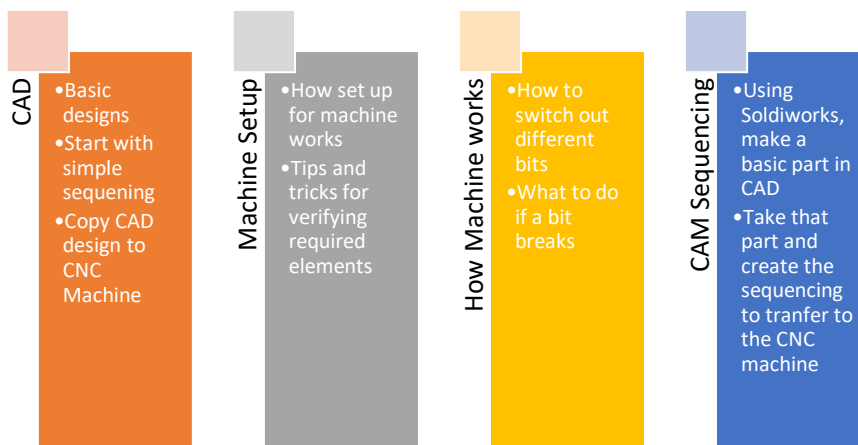 CAD
•Basic
designs
•Start with
simple
sequening
•Copy CAD
design to
CNC
Machine
Machine Setup
•How set up
for machine
works
•Tips and
tricks for
verifying
required
elements
How Machine works
•How to
switch out
different
bits
•What to do
if a bit
breaks
CAM Sequencing
•Using
Soldiworks,
make a
basic part in
CAD
•Take that
part and
create the
sequencing
to tranfer to
the CNC
machine